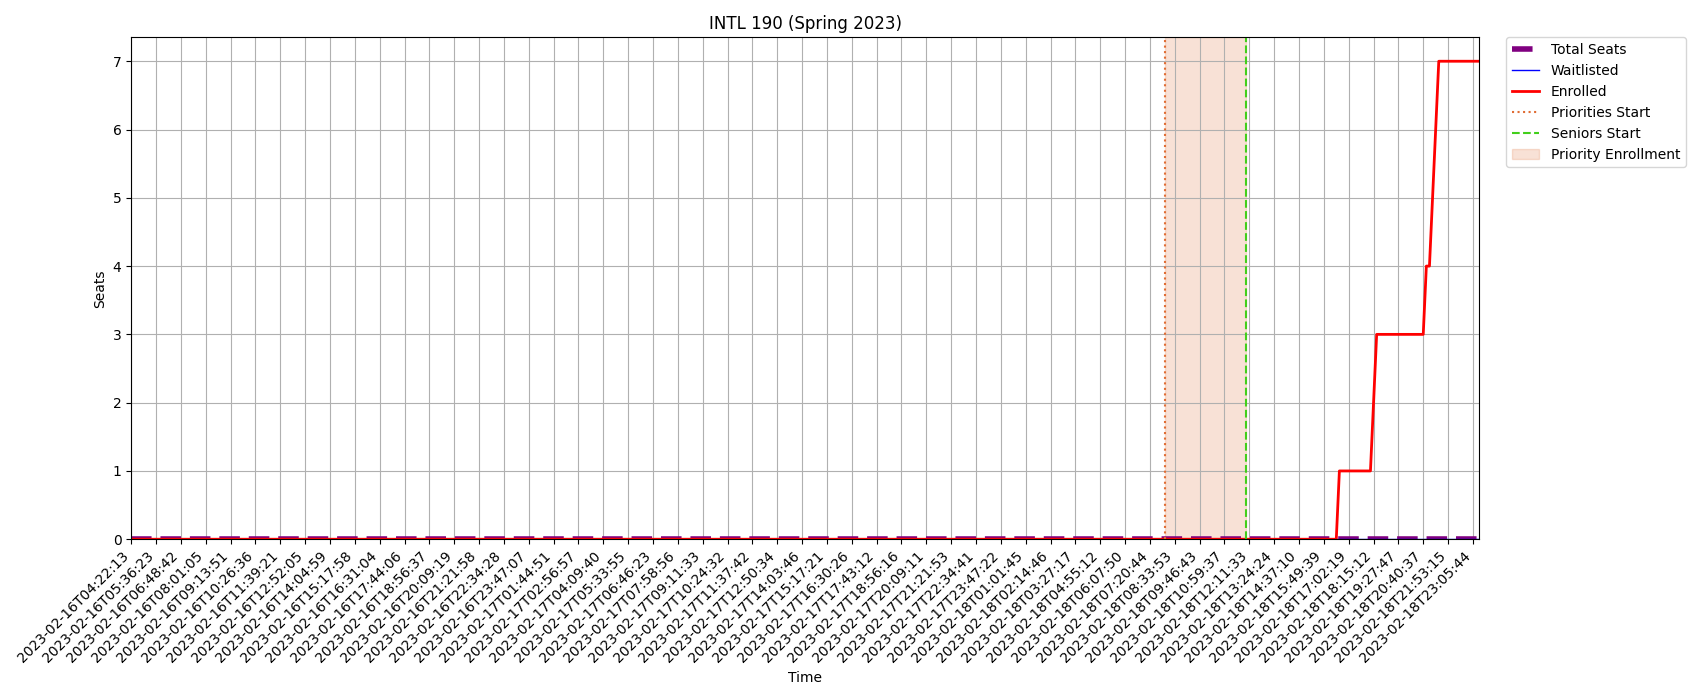 INTL 190 (Spring 2023)
Total Seats
Waitlisted
Enrolled
Priorities Start
Seniors Start
Priority Enrollment
Seats
7
6
5
4
3
2
1
0
2023-02-16T04:22:13
2023-02-16T05:36:23
2023-02-16T06:48:42
2023-02-16T08:01:05
2023-02-16T09:13:51
2023-02-16T10:26:36
2023-02-16T11:39:21
2023-02-16T12:52:05
2023-02-16T14:04:59
2023-02-16T15:17:58
2023-02-16T16:31:04
2023-02-16T17:44:06
2023-02-16T18:56:37
2023-02-16T20:09:19
2023-02-16T21:21:58
2023-02-16T22:34:28
2023-02-16T23:47:07
2023-02-17T01:44:51
2023-02-17T02:56:57
2023-02-17T04:09:40
2023-02-17T05:33:55
2023-02-17T06:46:23
2023-02-17T07:58:56
2023-02-17T09:11:33
2023-02-17T10:24:32
2023-02-17T11:37:42
2023-02-17T12:50:34
2023-02-17T14:03:46
2023-02-17T15:17:21
2023-02-17T16:30:26
2023-02-17T17:43:12
2023-02-17T18:56:16
2023-02-17T20:09:11
2023-02-17T21:21:53
2023-02-17T22:34:41
2023-02-17T23:47:22
2023-02-18T01:01:45
2023-02-18T02:14:46
2023-02-18T03:27:17
2023-02-18T04:55:12
2023-02-18T06:07:50
2023-02-18T07:20:44
2023-02-18T08:33:53
2023-02-18T09:46:43
2023-02-18T10:59:37
2023-02-18T12:11:33
2023-02-18T13:24:24
2023-02-18T14:37:10
2023-02-18T15:49:39
2023-02-18T17:02:19
2023-02-18T18:15:12
2023-02-18T19:27:47
2023-02-18T20:40:37
2023-02-18T21:53:15
2023-02-18T23:05:44
Time